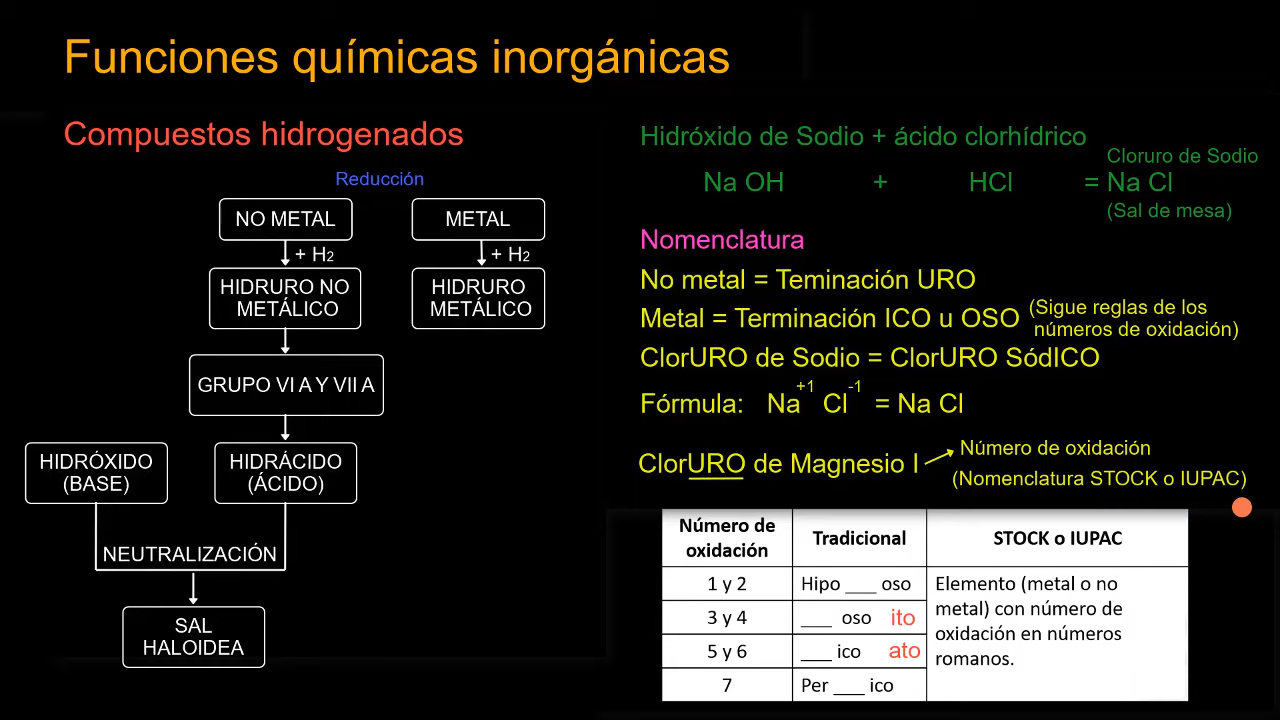 Funciones químicas inorgánicas
Compuestos hidrogenados
Reducción
NO METAL
METAL
+ H2
+ H2
HIDRURO NO
METÁLICO
HIDRURO
METÁLICO
GRUPO VI A Y VII A
HIDRÓXIDO
(BASE)
HIDRÁCIDO
(ÁCIDO)
NEUTRALIZACIÓN
SAL
HALOIDEA
Hidróxido de Sodio + ácido clorhídrico
Cloruro de Sodio
Na OH + HCl = Na Cl
(Sal de mesa)
Nomenclatura
No metal = Teminación URO
Metal = Terminación ICO u OSO
(Sigue reglas de los
números de oxidación)
ClorURO de Sodio = ClorURO SódICO
Fórmula: Na+1 Cl-1 = Na Cl
ClorURO de Magnesio I
Número de oxidación
(Nomenclatura STOCK o IUPAC)
Número de
oxidación
Tradicional
STOCK o IUPAC
1 y 2
Hipo ___ oso
3 y 4
___ oso ito
5 y 6
___ ico ato
7
Per ___ ico
Elemento (metal o no
metal) con número de
oxidación en números
romanos.